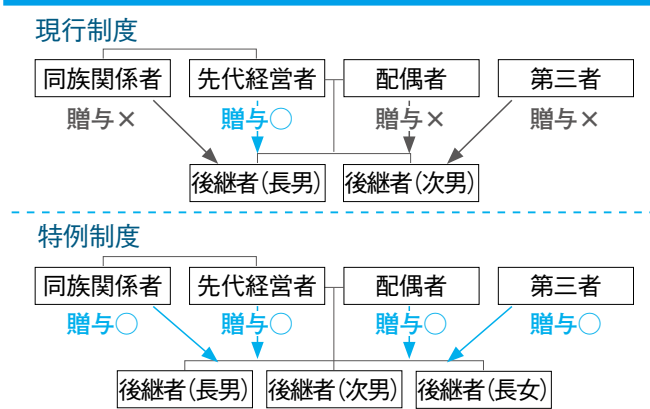 現行制度
同族関係者 先代経営者 配偶者 第三者
贈与× 贈与○ 贈与× 贈与×
後継者(長男) 後継者(次男)
特例制度
同族関係者 先代経営者 配偶者 第三者
贈与○ 贈与○ 贈与○ 贈与○
後継者(長男) 後継者(次男) 後継者(長女)